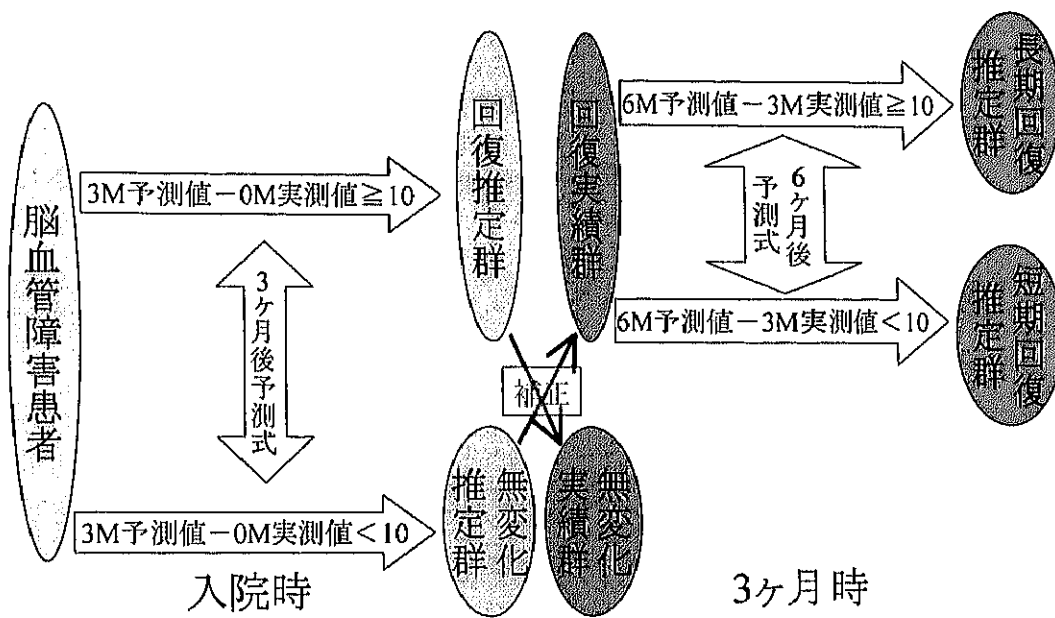 脳血管障害患者
3M予測値－0M実測値≧10
3ヶ月後予測式
3M予測値－0M実測値＜10
入院時
回復推定群
回復実績群
補正
無変化
推定群
無変化
実績群
6M予測値－3M実測値≧10
6ヶ月後
予測式
6M予測値－3M実測値＜10
長期回復
推定群
短期回復
推定群
3ヶ月時